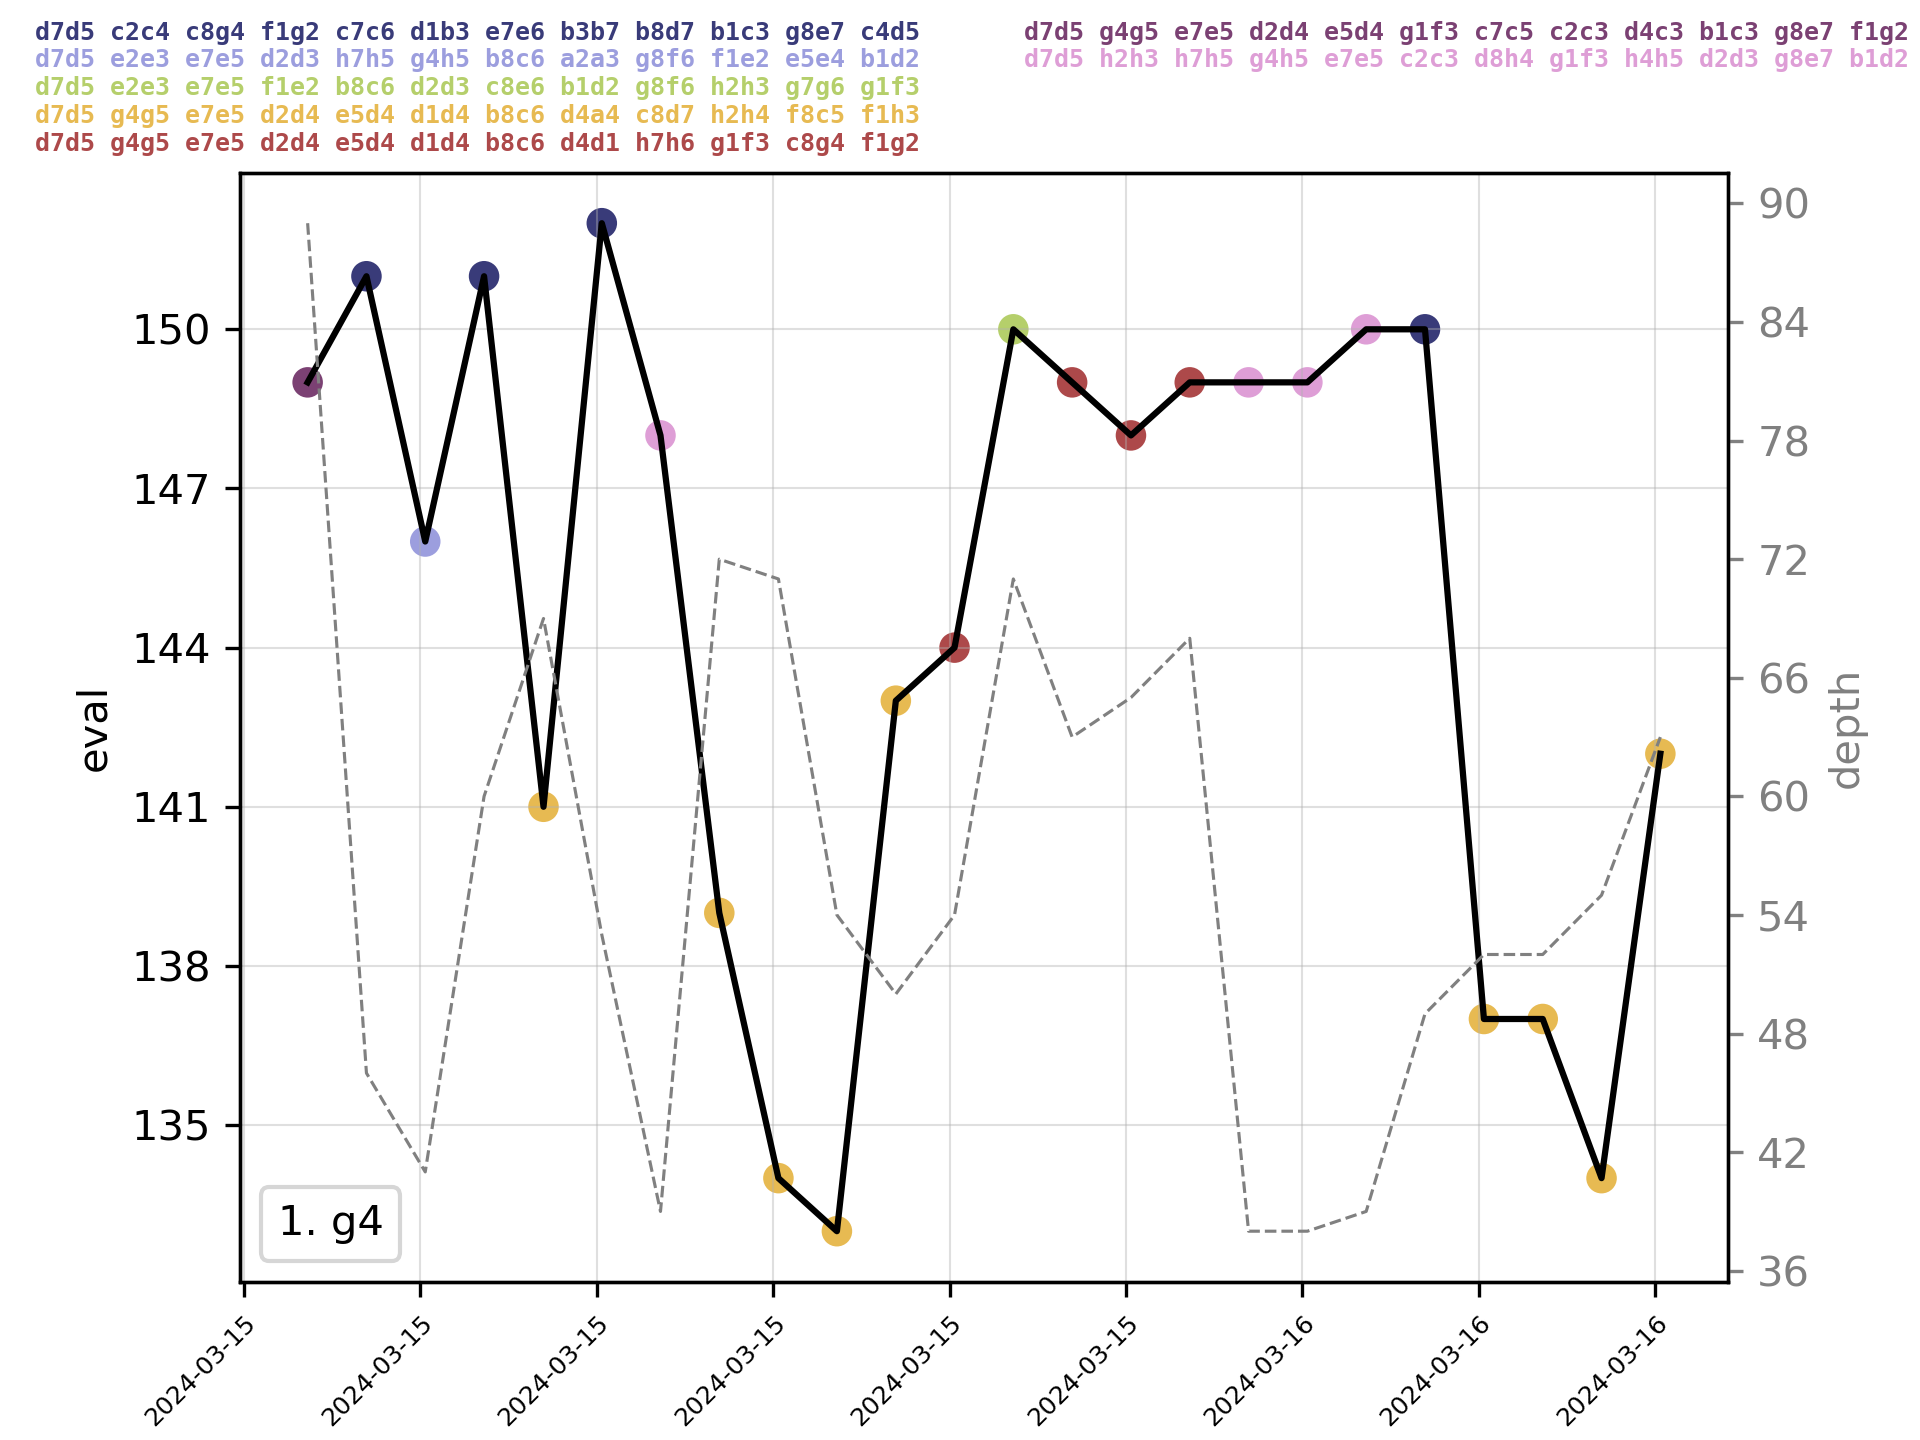 d7d5 c2c4 c8g4 f1g2 c7c6 d1b3 e7e6 b3b7 b8d7 b1c3 g8e7 c4d5
d7d5 e2e3 e7e5 d2d3 h7h5 g4h5 b8c6 a2a3 g8f6 f1e2 e5e4 b1d2
d7d5 e2e3 e7e5 f1e2 b8c6 d2d3 c8e6 b1d2 g8f6 h2h3 g7g6 g1f3
d7d5 g4g5 e7e5 d2d4 e5d4 d1d4 b8c6 d4a4 c8d7 h2h4 f8c5 f1h3
d7d5 g4g5 e7e5 d2d4 e5d4 d1d4 b8c6 d4d1 h7h6 g1f3 c8g4 f1g2
d7d5 g4g5 e7e5 d2d4 e5d4 g1f3 c7c5 c2c3 d4c3 b1c3 g8e7 f1g2
d7d5 h2h3 h7h5 g4h5 e7e5 c2c3 d8h4 g1f3 h4h5 d2d3 g8e7 b1d2
eval
150
147
144
141
138
135
90
84
78
72
66
60
54
48
42
36
depth
1. g4
2024-03-15
2024-03-15
2024-03-15
2024-03-15
2024-03-15
2024-03-15
2024-03-16
2024-03-16
2024-03-16